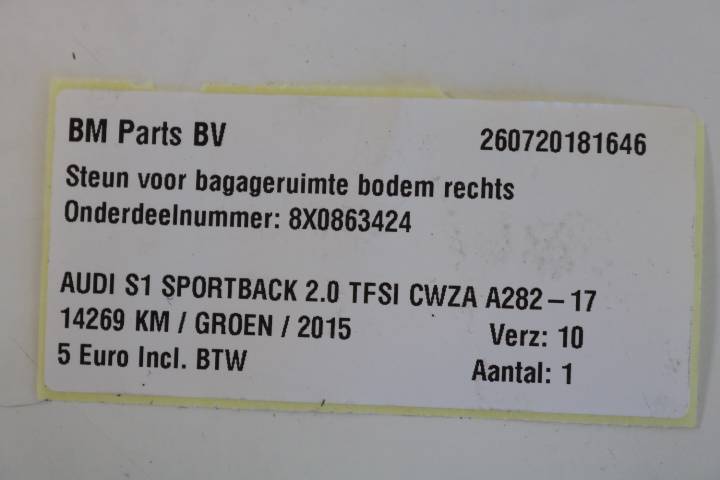 BM Parts BV 260720181646
Steun voor bagageruimte bodem rechts
Onderdeelnummer: 8X0863424
AUDI S1 SPORTBACK 2.0 TFSI CWZA A282-17
14269 KM / GROEN / 2015 Verz: 10
5 Euro Incl. BTW Aantal: 1